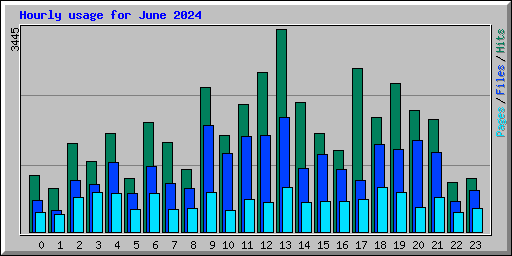 Hourly usage for June 2024
3445
Pages / Files / Hits
0 1 2 3 4 5 6 7 8 9 10 11 12 13 14 15 16 17 18 19 20 21 22 23